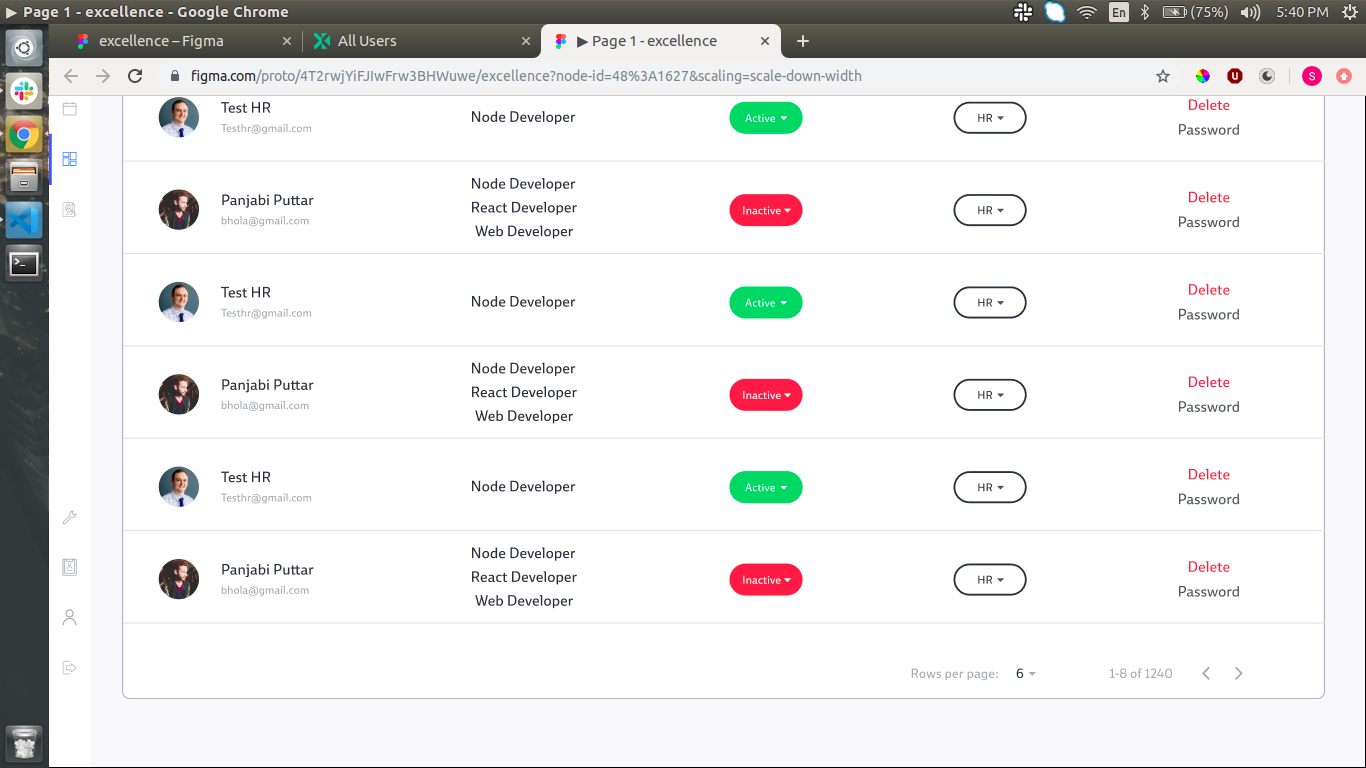 ▶ Page 1 - excellence - Google Chrome
En
(75%)
5:40 PM
excellence – Figma
All Users
▶ Page 1 - excellence
figma.com/proto/4T2rwjYiFJIwFrw3BHWuwe/excellence?node-id=48%3A1627&scaling=scale-down-width
S
Test HR
Testhr@gmail.com
Node Developer
Active
HR
Delete
Password
Panjabi Puttar
bhola@gmail.com
Node Developer
React Developer
Web Developer
Inactive
HR
Delete
Password
Test HR
Testhr@gmail.com
Node Developer
Active
HR
Delete
Password
Panjabi Puttar
bhola@gmail.com
Node Developer
React Developer
Web Developer
Inactive
HR
Delete
Password
Test HR
Testhr@gmail.com
Node Developer
Active
HR
Delete
Password
Panjabi Puttar
bhola@gmail.com
Node Developer
React Developer
Web Developer
Inactive
HR
Delete
Password
Rows per page: 6
1-8 of 1240